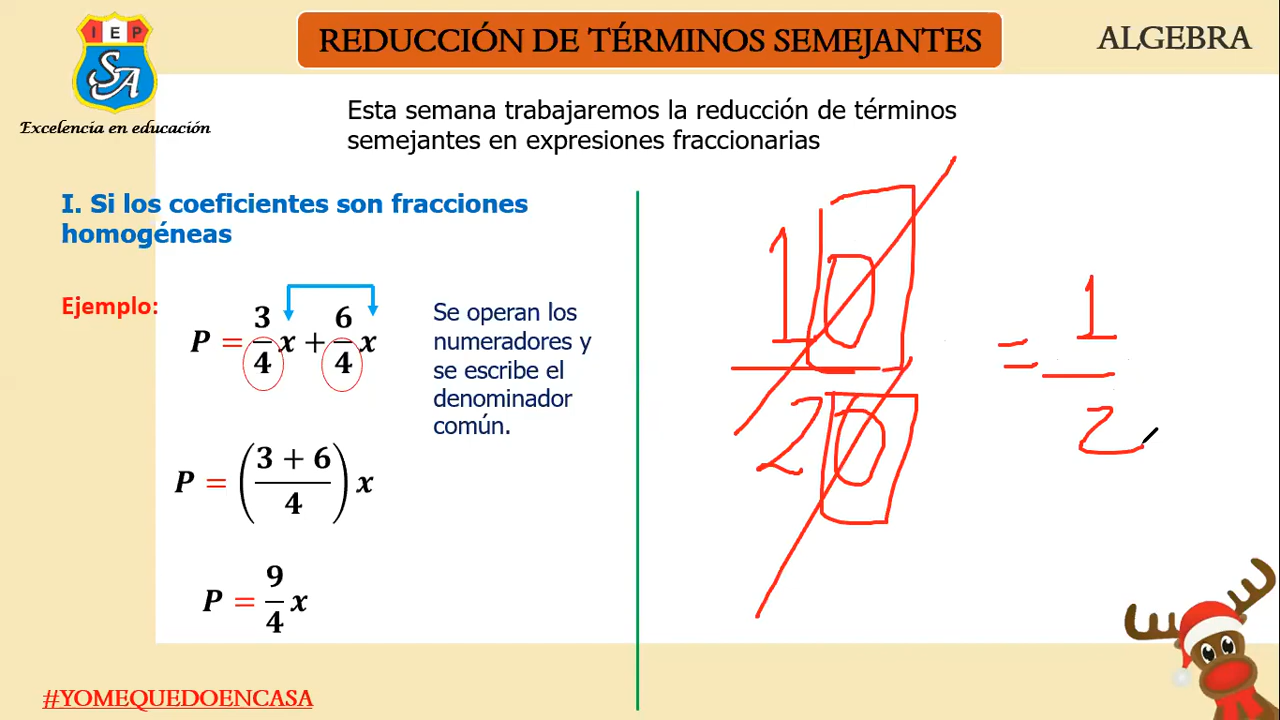 IEP
SA
Excelencia en educación
REDUCCIÓN DE TÉRMINOS SEMEJANTES
ALGEBRA
Esta semana trabajaremos la reducción de términos
semejantes en expresiones fraccionarias
I. Si los coeficientes son fracciones
homogéneas
Ejemplo:
P = 3/4 x + 6/4 x
Se operan los
numeradores y
se escribe el
denominador
común.
P = ((3 + 6)/4) x
P = 9/4 x
10/20 = 1/2
#YOMEQUEDOENCASA